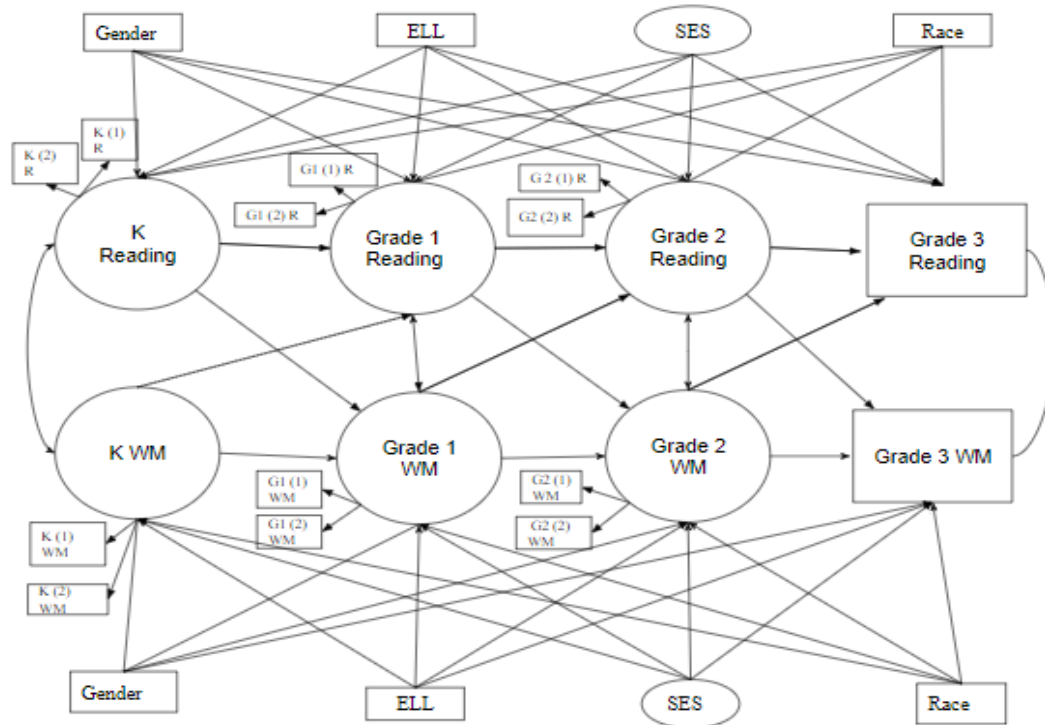 Gender
ELL
SES
Race
K (1)
R
K (2)
R
G1 (1) R
G1 (2) R
G 2 (1) R
G2 (2) R
K
Reading
Grade 1
Reading
Grade 2
Reading
Grade 3
Reading
K WM
Grade 1
WM
Grade 2
WM
Grade 3 WM
G1 (1)
WM
G1 (2)
WM
G2 (1)
WM
G2 (2)
WM
K (1)
WM
K (2)
WM
Gender
ELL
SES
Race